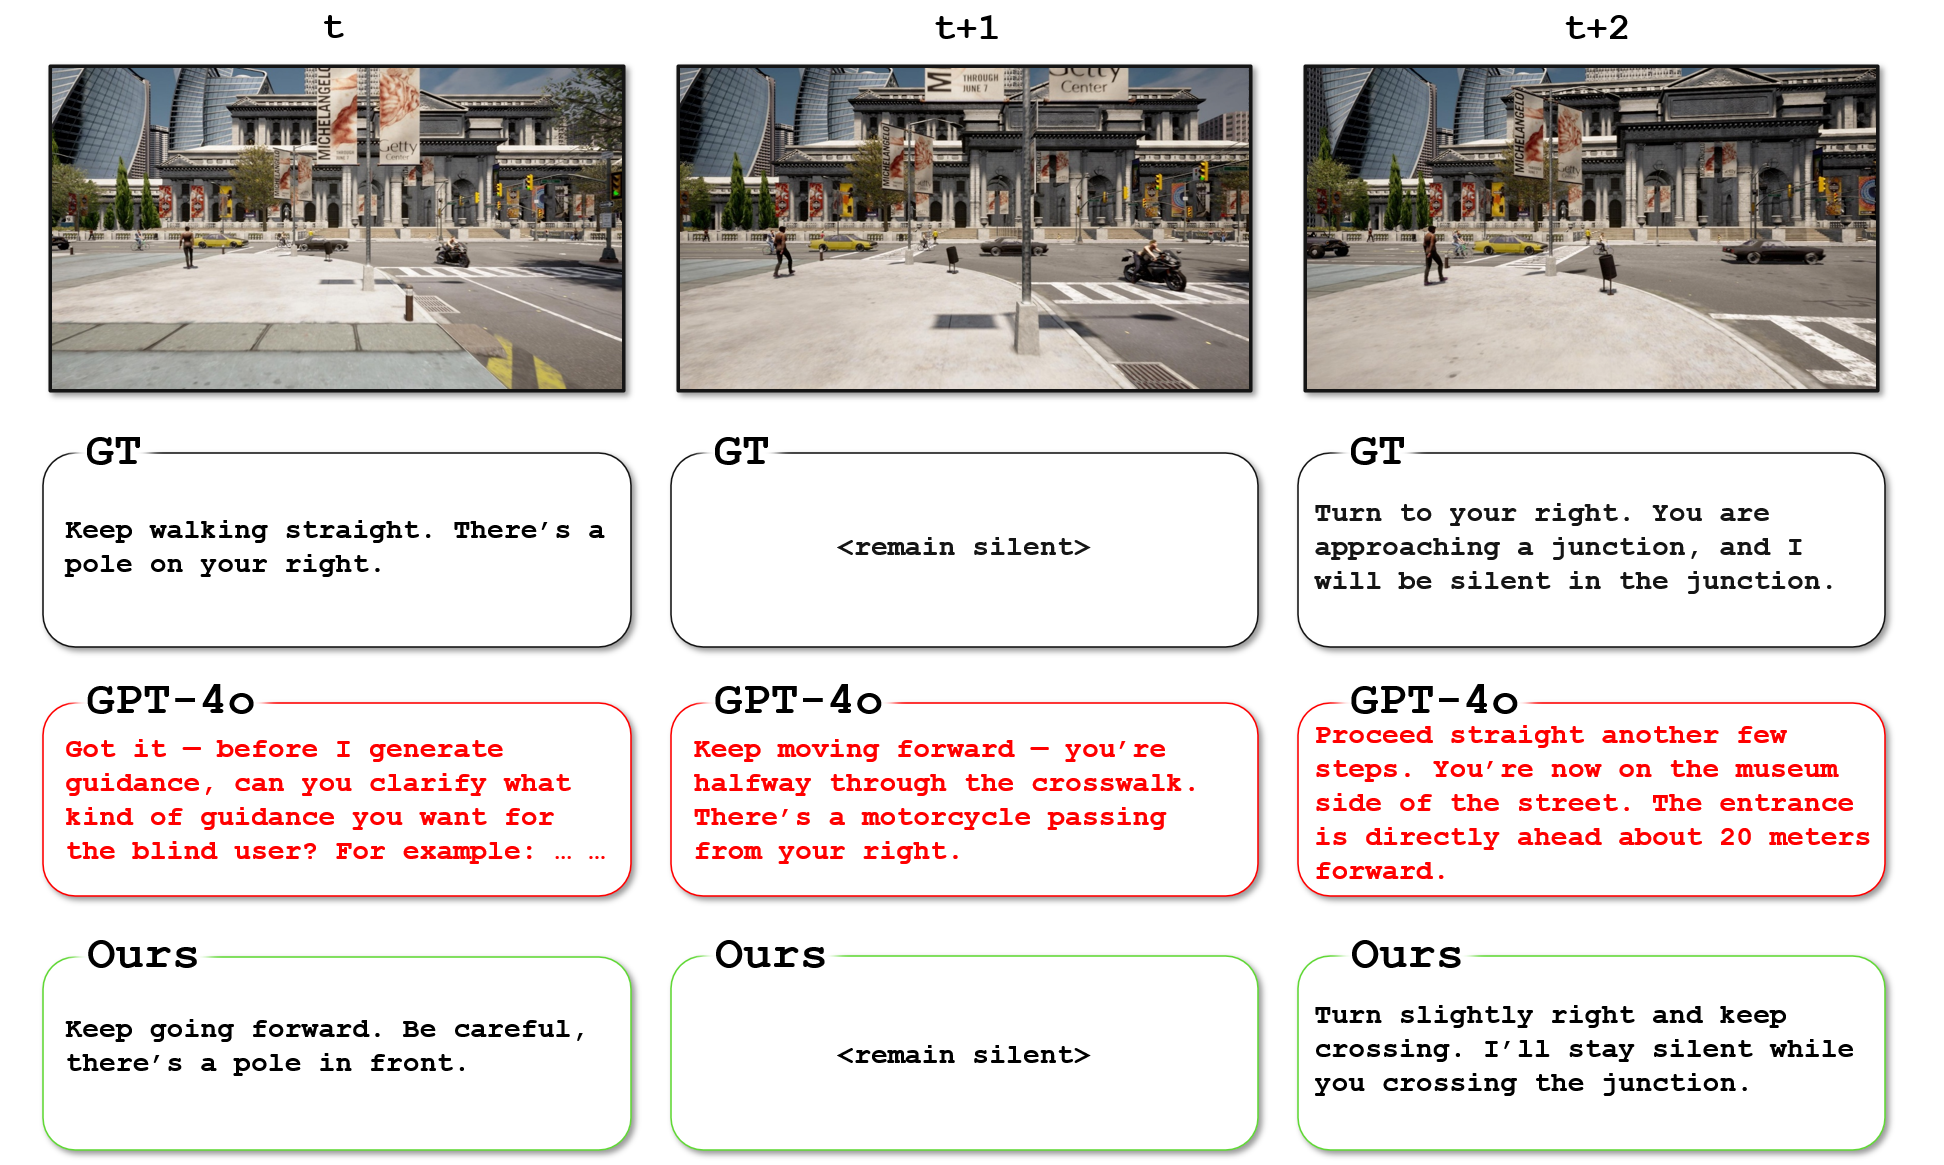 t
t+1
t+2
MICHELANGELO
THROUGH
JUNE 7
Getty
Center
M
THROUGH
JUNE 7
Getty
Center
MICHELANGELO
GT
Keep walking straight. There’s a
pole on your right.
GT
<remain silent>
GT
Turn to your right. You are
approaching a junction, and I
will be silent in the junction.
GPT-4o
Got it — before I generate
guidance, can you clarify what
kind of guidance you want for
the blind user? For example: … …
GPT-4o
Keep moving forward — you’re
halfway through the crosswalk.
There’s a motorcycle passing
from your right.
GPT-4o
Proceed straight another few
steps. You’re now on the museum
side of the street. The entrance
is directly ahead about 20 meters
forward.
Ours
Keep going forward. Be careful,
there’s a pole in front.
Ours
<remain silent>
Ours
Turn slightly right and keep
crossing. I’ll stay silent while
you crossing the junction.